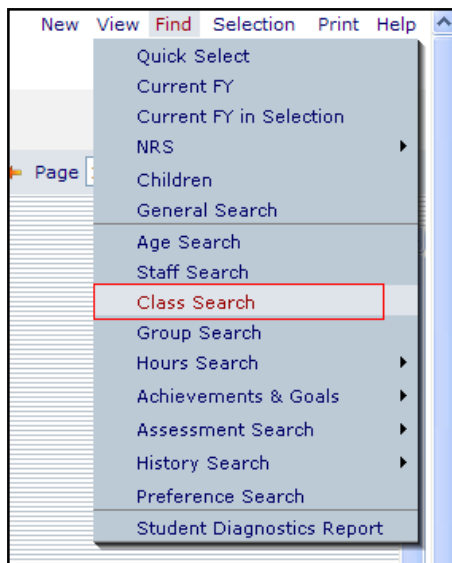 New View Find Selection Print Help
Quick Select
Current FY
Current FY in Selection
NRS
Page
Children
General Search
Age Search
Staff Search
Class Search
Group Search
Hours Search
Achievements & Goals
Assessment Search
History Search
Preference Search
Student Diagnostics Report